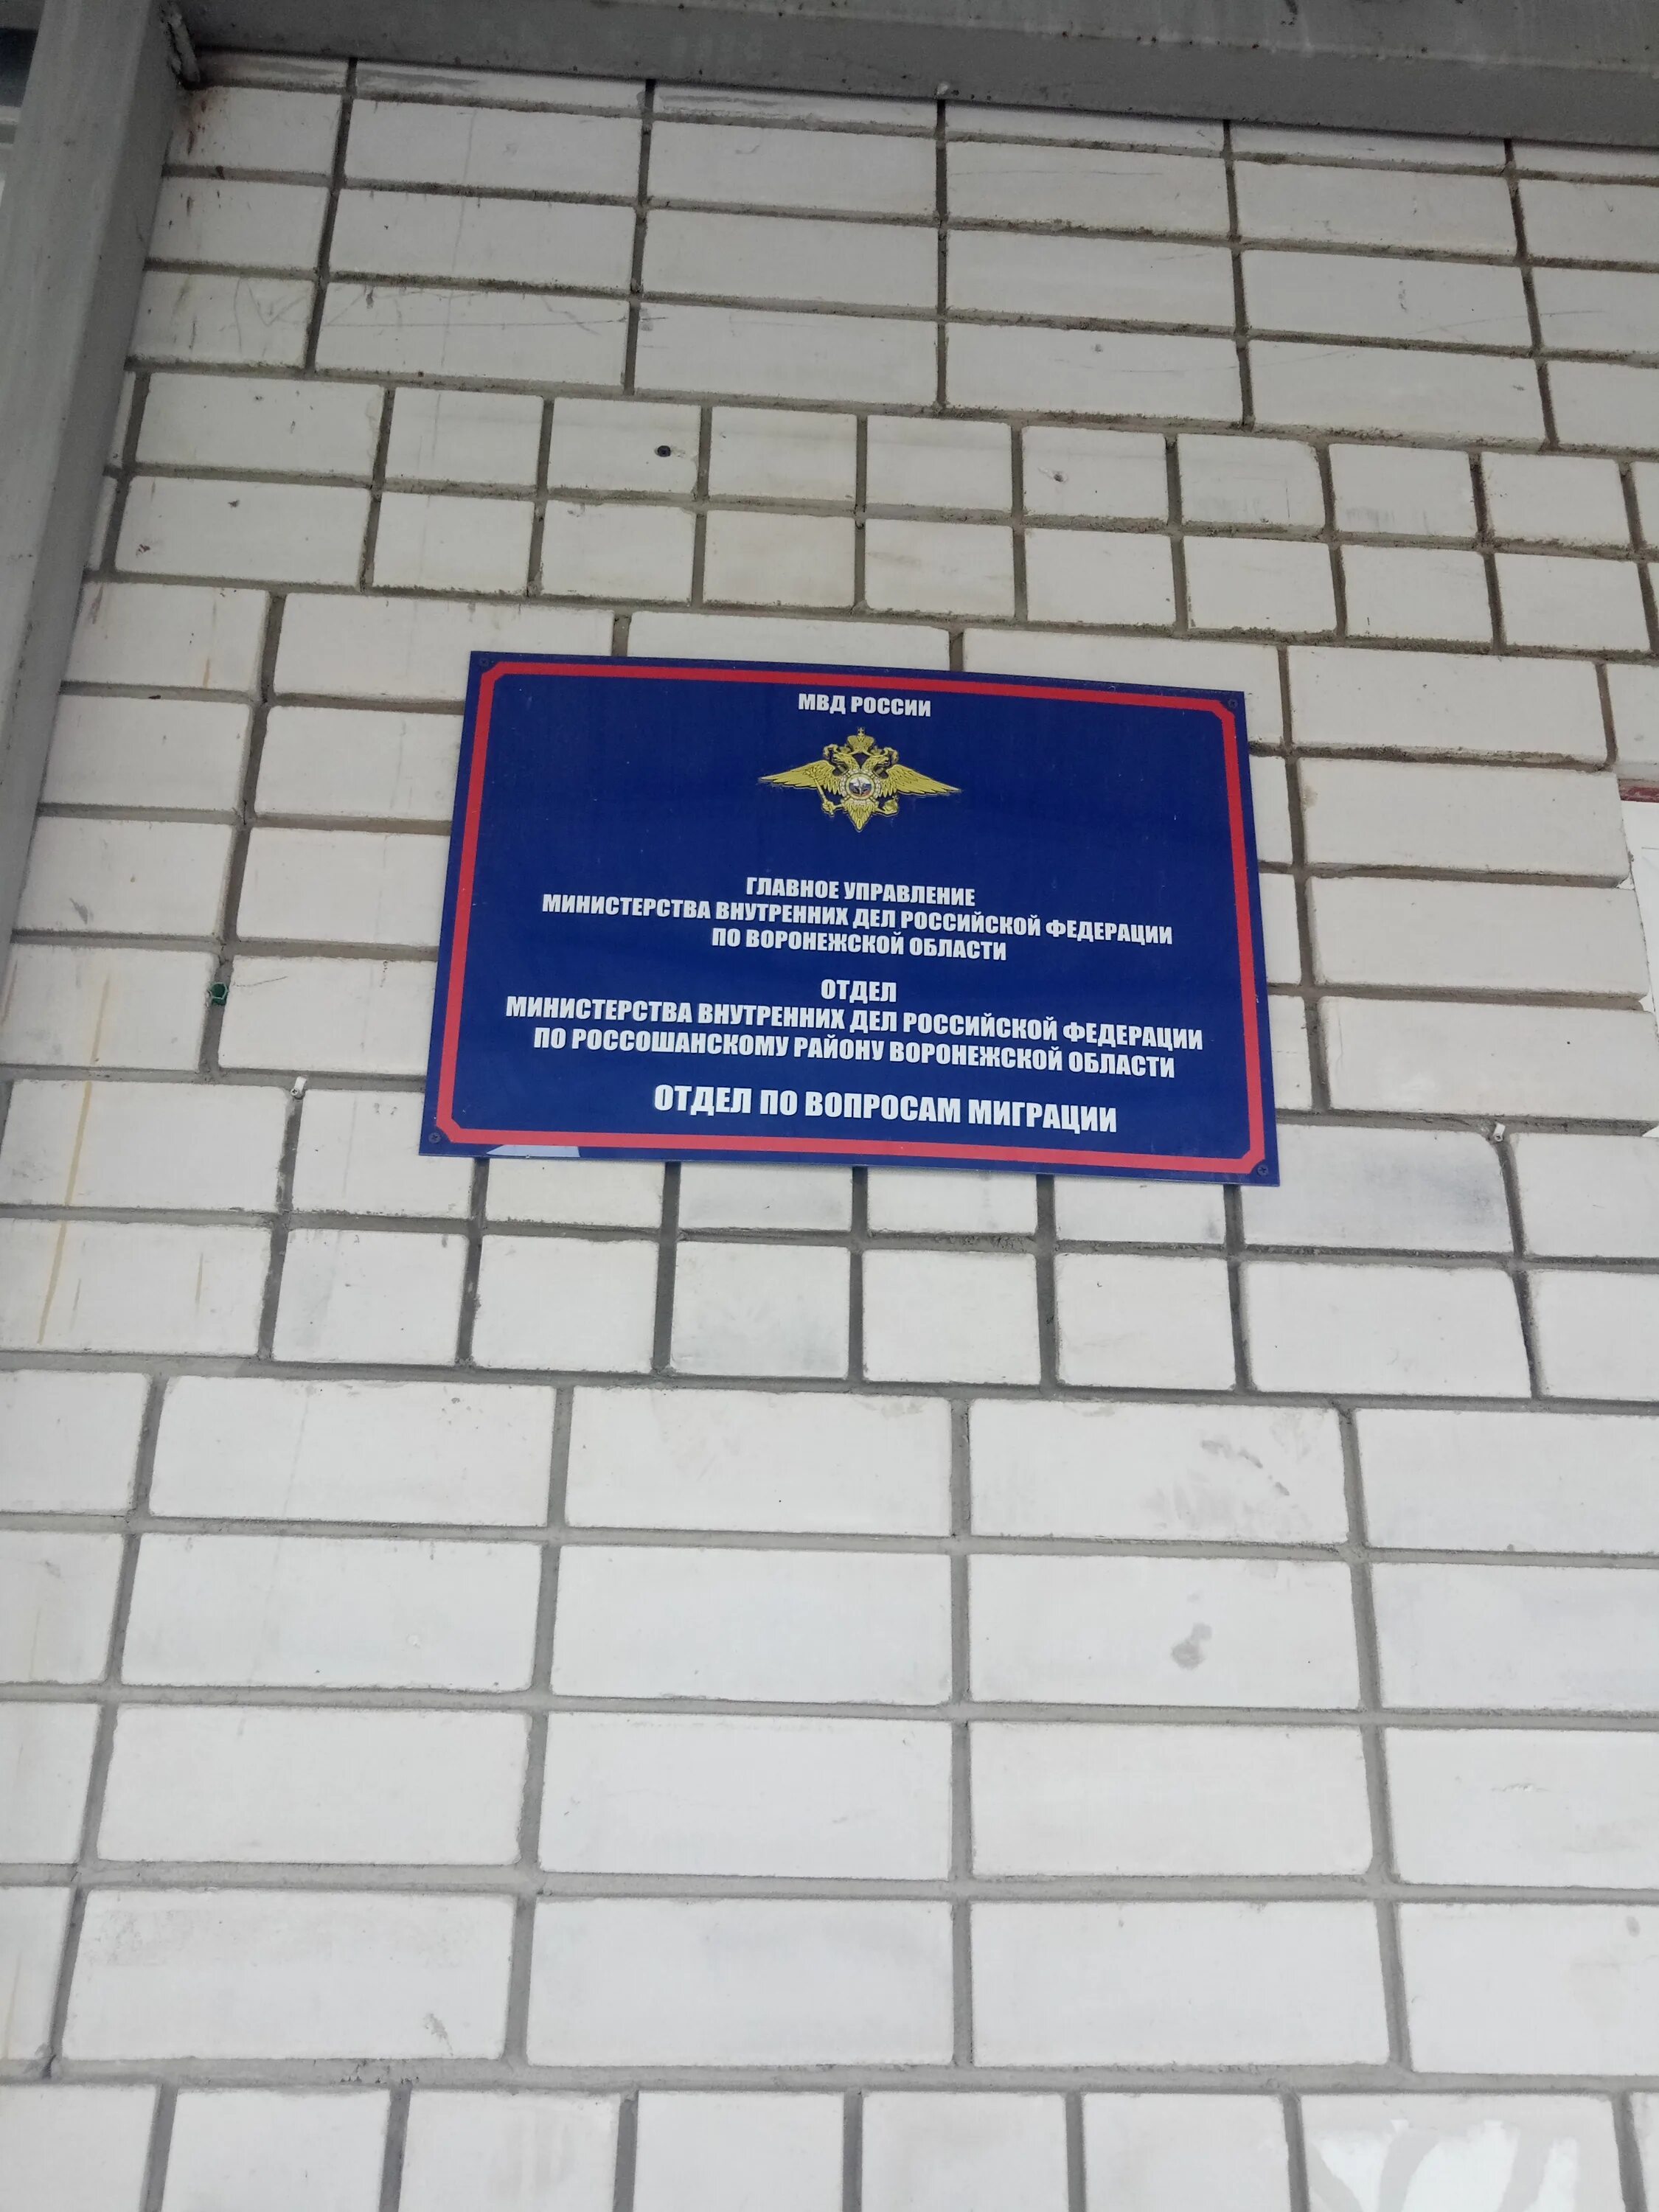 МВД РОССИИ
ГЛАВНОЕ УПРАВЛЕНИЕ
МИНИСТЕРСТВА ВНУТРЕННИХ ДЕЛ РОССИЙСКОЙ ФЕДЕРАЦИИ
ПО ВОРОНЕЖСКОЙ ОБЛАСТИ
ОТДЕЛ
МИНИСТЕРСТВА ВНУТРЕННИХ ДЕЛ РОССИЙСКОЙ ФЕДЕРАЦИИ
ПО РОССОШАНСКОМУ РАЙОНУ ВОРОНЕЖСКОЙ ОБЛАСТИ
ОТДЕЛ ПО ВОПРОСАМ МИГРАЦИИ